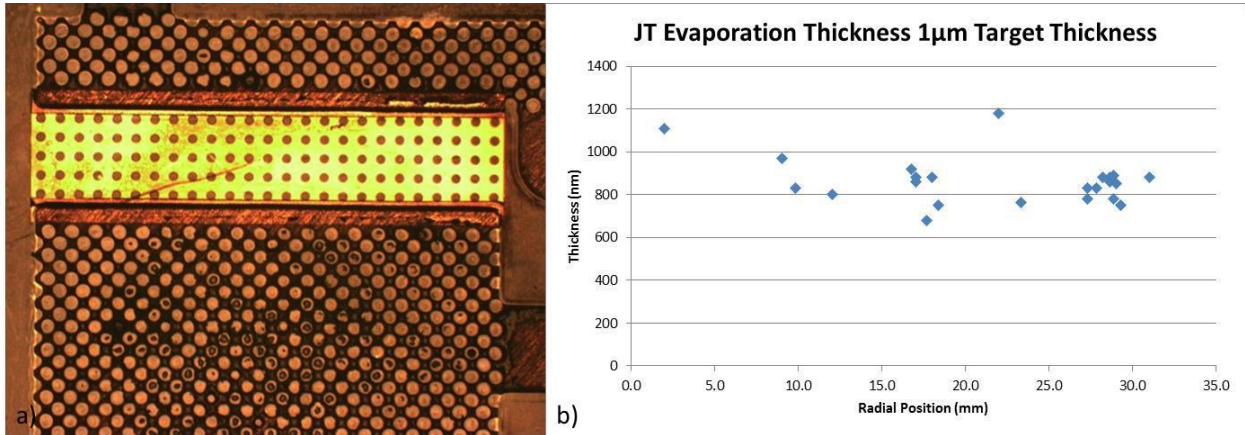 a)
b)
JT Evaporation Thickness 1µm Target Thickness
Thickness (nm)
1400
1200
1000
800
600
400
200
0
0.0 5.0 10.0 15.0 20.0 25.0 30.0 35.0
Radial Position (mm)